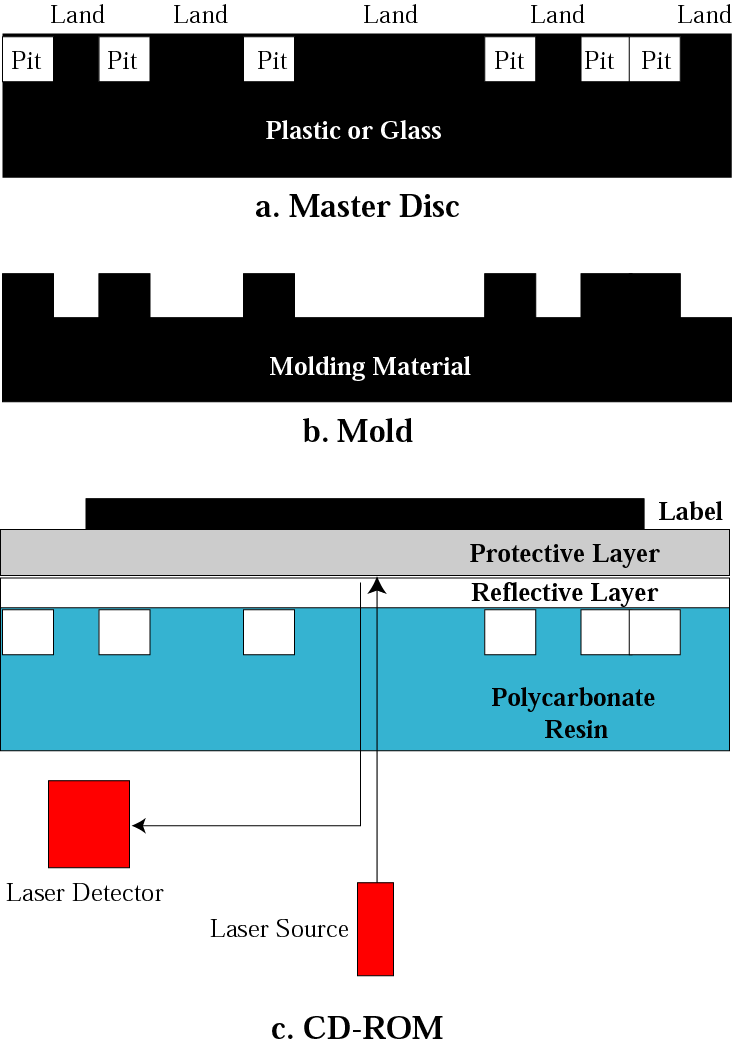 Land Land Land Land Land
Pit Pit Pit Pit Pit Pit
Plastic or Glass
a. Master Disc
Molding Material
b. Mold
Label
Protective Layer
Reflective Layer
Polycarbonate
Resin
Laser Detector
Laser Source
c. CD-ROM